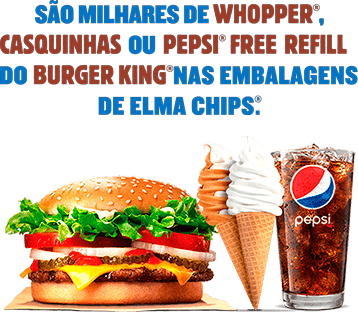 SÃO MILHARES DE WHOPPER®,
CASQUINHAS OU PEPSI® FREE REFILL
DO BURGER KING® NAS EMBALAGENS
DE ELMA CHIPS®.
pepsi